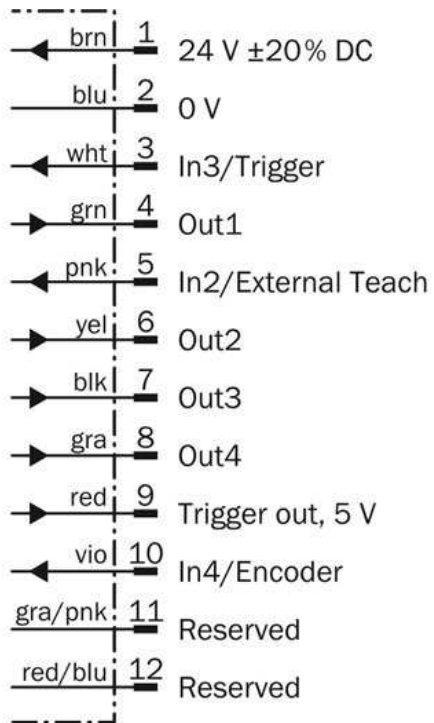 brn 1 24 V ±20% DC
blu 2 0 V
wht 3 In3/Trigger
grn 4 Out1
pnk 5 In2/External Teach
yel 6 Out2
blk 7 Out3
gra 8 Out4
red 9 Trigger out, 5 V
vio 10 In4/Encoder
gra/pnk 11 Reserved
red/blu 12 Reserved